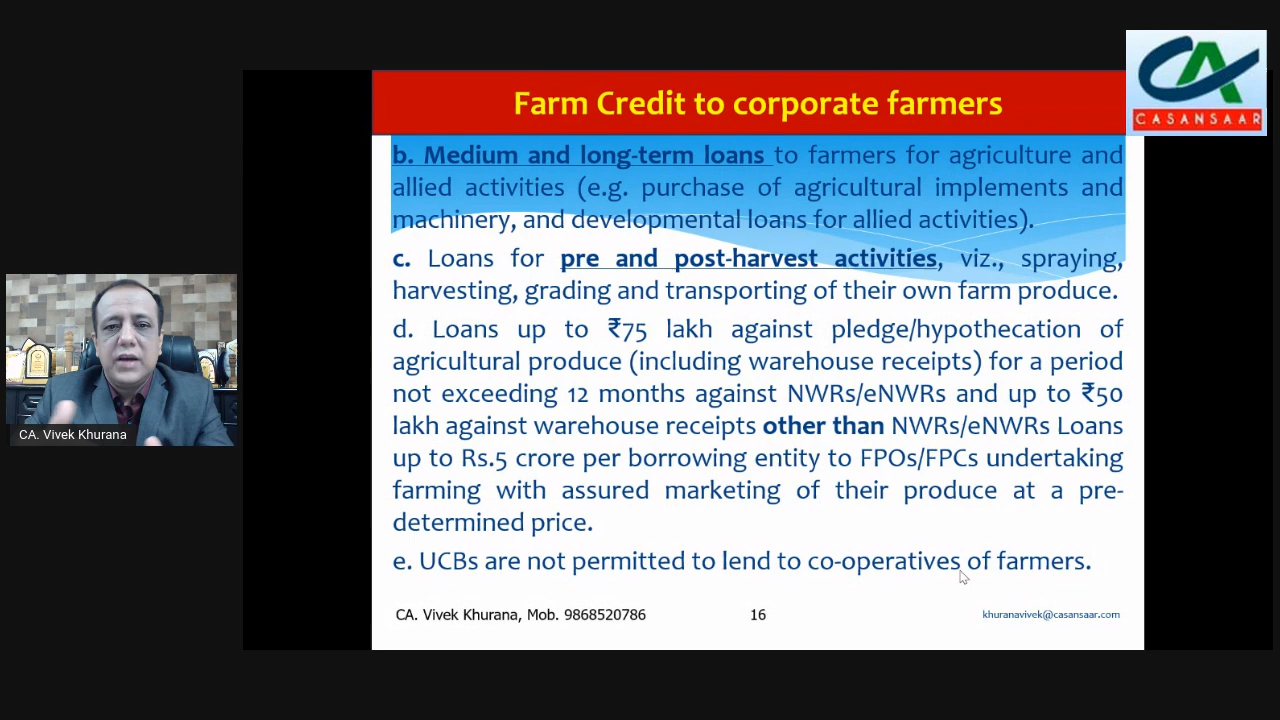 CASANSAAR
Farm Credit to corporate farmers
b. Medium and long-term loans to farmers for agriculture and
allied activities (e.g. purchase of agricultural implements and
machinery, and developmental loans for allied activities).
c. Loans for pre and post-harvest activities, viz., spraying,
harvesting, grading and transporting of their own farm produce.
d. Loans up to ₹75 lakh against pledge/hypothecation of
agricultural produce (including warehouse receipts) for a period
not exceeding 12 months against NWRs/eNWRs and up to ₹50
lakh against warehouse receipts other than NWRs/eNWRs Loans
up to Rs.5 crore per borrowing entity to FPOs/FPCs undertaking
farming with assured marketing of their produce at a pre-
determined price.
e. UCBs are not permitted to lend to co-operatives of farmers.
CA. Vivek Khurana, Mob. 9868520786
16
khuranavivek@casansaar.com
CA. Vivek Khurana